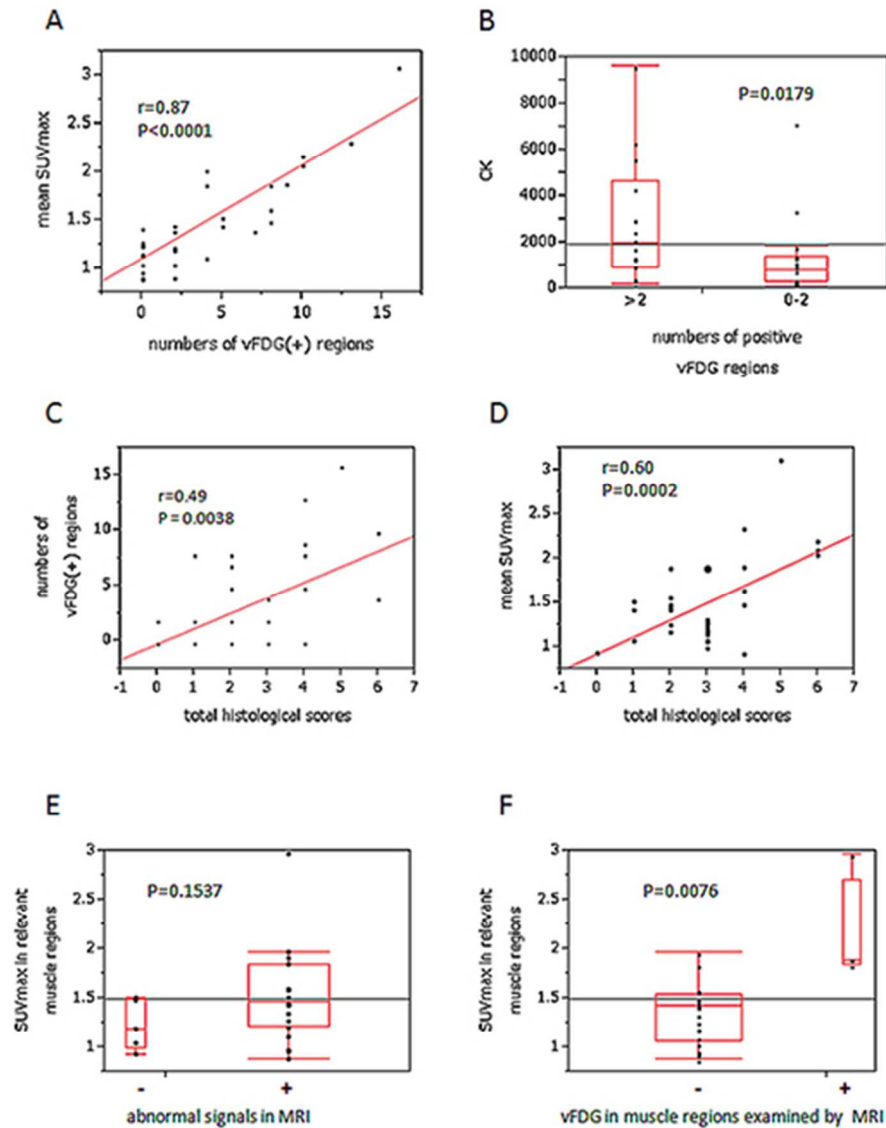 A
mean SUVmax
3
2.5
2
1.5
1
r=0.87
P<0.0001
0 5 10 15
numbers of vFDG(+) regions
B
CK
10000
8000
6000
4000
2000
0
P=0.0179
>2 0-2
numbers of positive
vFDG regions
C
numbers of
vFDG(+) regions
15
10
5
0
r=0.49
P=0.0038
-1 0 1 2 3 4 5 6 7
total histological scores
D
mean SUVmax
3
2.5
2
1.5
1
r=0.60
P=0.0002
-1 0 1 2 3 4 5 6 7
total histological scores
E
SUVmax in relevant
muscle regions
3
2.5
2
1.5
1
P=0.1537
- +
abnormal signals in MRI
F
SUVmax in relevant
muscle regions
3
2.5
2
1.5
1
P=0.0076
- +
vFDG in muscle regions examined by MRI